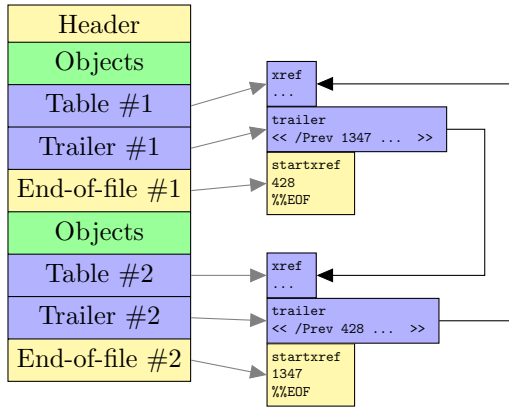 Header
Objects
Table #1
Trailer #1
End-of-file #1
Objects
Table #2
Trailer #2
End-of-file #2
xref
...
trailer
<< /Prev 1347 ... >>
startxref
428
%%EOF
xref
...
trailer
<< /Prev 428 ... >>
startxref
1347
%%EOF